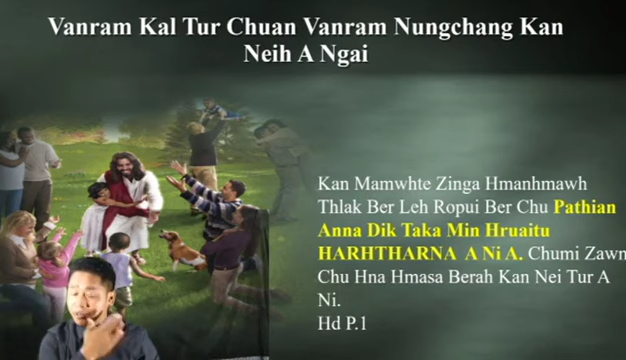 Vanram Kal Tur Chuan Vanram Nungchang Kan
Neih A Ngai
Kan Mamwhte Zinga Hmanhmawh
Thlak Ber Leh Ropui Ber Chu Pathian
Anna Dik Taka Min Hruaitu
HARHTHARNA A Ni A. Chumi Zawn
Chu Hna Hmasa Berah Kan Nei Tur A
Ni.
Hd P.1